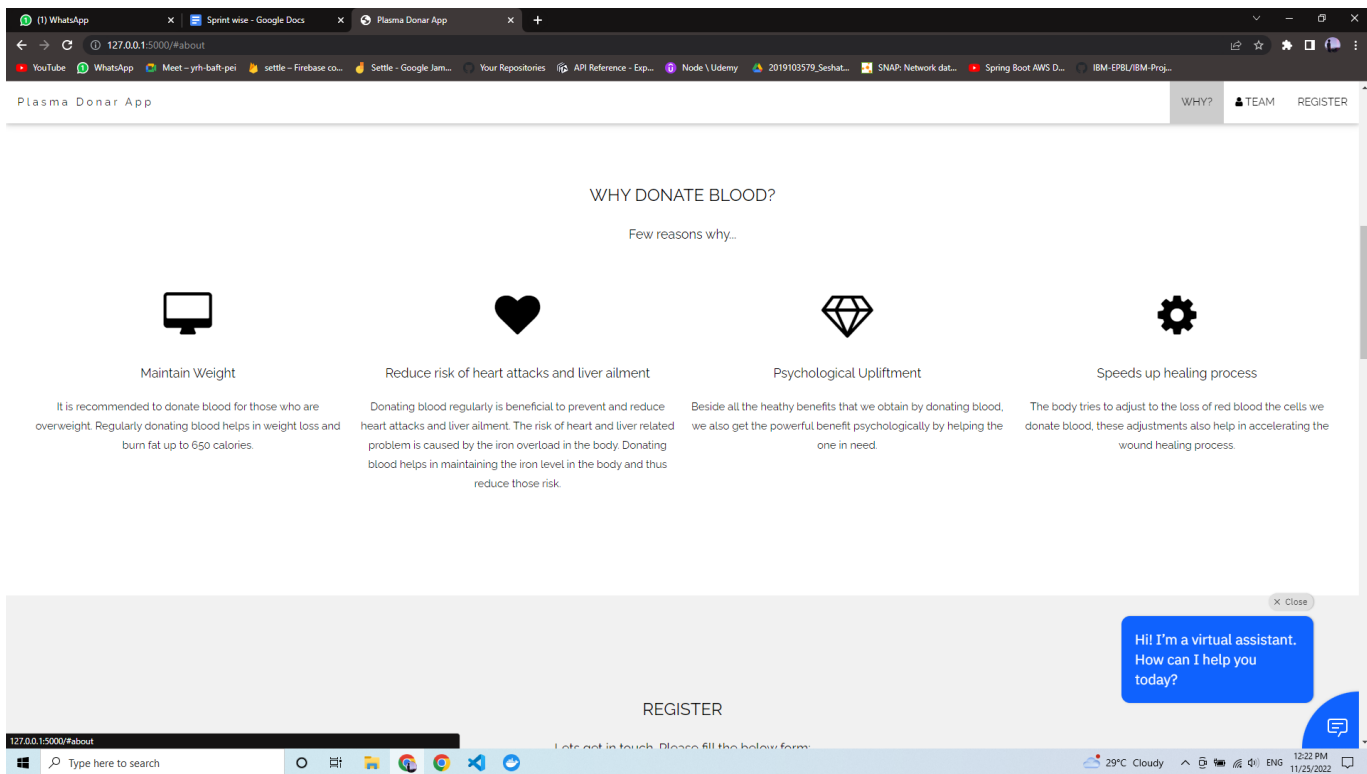 (1) WhatsApp
Sprint wise - Google Docs
Plasma Donar App
127.0.0.1:5000/#about
YouTube
WhatsApp
Meet – yrh-baft-pei
settle – Firebase co...
Settle - Google Jam...
Your Repositories
API Reference - Exp...
Node \ Udemy
2019103579_Seshat...
SNAP: Network dat...
Spring Boot AWS D...
IBM-EPBL/IBM-Proj...
Plasma Donar App
WHY?
TEAM
REGISTER
WHY DONATE BLOOD?
Few reasons why...
Maintain Weight
It is recommended to donate blood for those who are
overweight. Regularly donating blood helps in weight loss and
burn fat up to 650 calories.
Reduce risk of heart attacks and liver ailment
Donating blood regularly is beneficial to prevent and reduce
heart attacks and liver ailment. The risk of heart and liver related
problem is caused by the iron overload in the body. Donating
blood helps in maintaining the iron level in the body and thus
reduce those risk.
Psychological Upliftment
Beside all the heathy benefits that we obtain by donating blood,
we also get the powerful benefit psychologically by helping the
one in need.
Speeds up healing process
The body tries to adjust to the loss of red blood the cells we
donate blood, these adjustments also help in accelerating the
wound healing process.
Close
Hi! I'm a virtual assistant.
How can I help you
today?
REGISTER
Lets get in touch. Please fill the below form:
127.0.0.1:5000/#about
Type here to search
29°C Cloudy
ENG
12:22 PM
11/25/2022